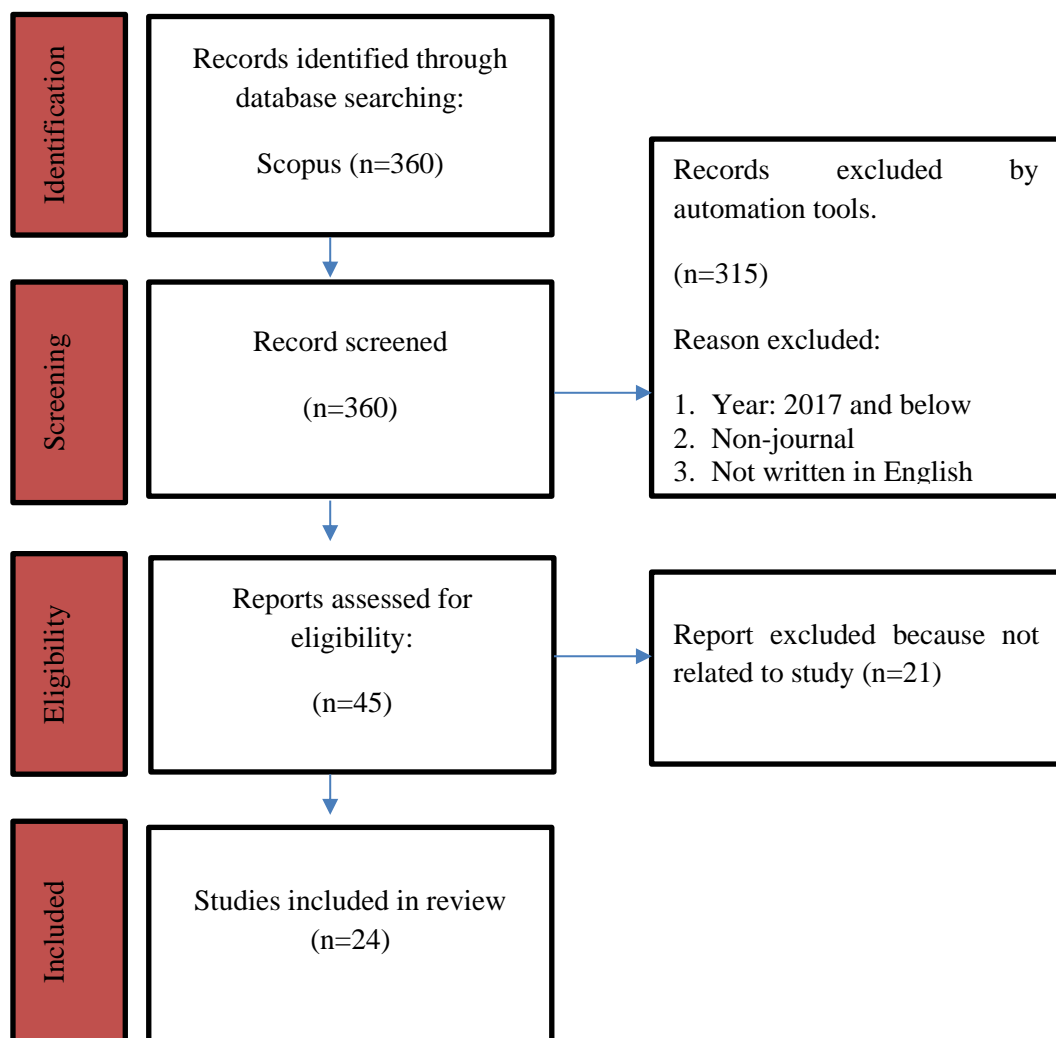 Identification
Records identified through
database searching:
Scopus (n=360)
Records excluded by
automation tools.
(n=315)
Reason excluded:
1. Year: 2017 and below
2. Non-journal
3. Not written in English
Screening
Record screened
(n=360)
Eligibility
Reports assessed for
eligibility:
(n=45)
Report excluded because not
related to study (n=21)
Included
Studies included in review
(n=24)